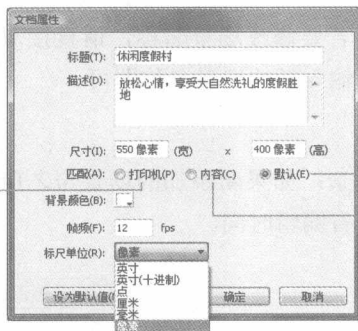 文档属性
标题(T): 休闲度假村
描述(D): 放松心情，享受大自然洗礼的度假胜
地
尺寸(I): 550 像素 (宽) x 400 像素 (高)
匹配(A): 打印机(P) 内容(C) 默认(E)
背景颜色(B):
帧频(F): 12 fps
标尺单位(R): 像素
英寸
英寸(十进制)
点
厘米
毫米
像素
设为默认值( 确定 取消